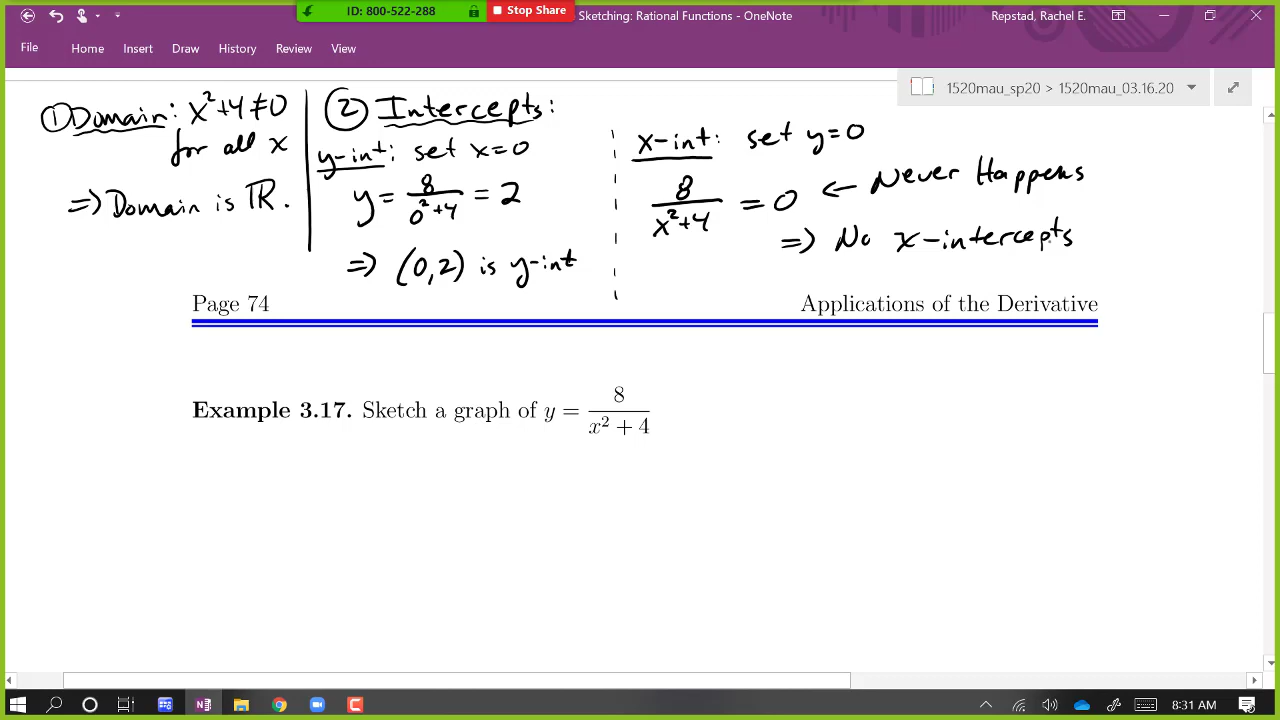 ID: 800-522-288
Stop Share
Sketching: Rational Functions - OneNote
Repstad, Rachel E.
File
Home
Insert
Draw
History
Review
View
1520mau_sp20 > 1520mau_03.16.20
① Domain: x²+4≠0
for all x
⇒ Domain is ℝ.
② Intercepts:
y-int: set x=0
y = 8/(0²+4) = 2
⇒ (0,2) is y-int
x-int: set y=0
8/(x²+4) = 0 ← Never Happens
⇒ No x-intercepts
Page 74
Applications of the Derivative
Example 3.17. Sketch a graph of y = 8/(x² + 4)
8:31 AM